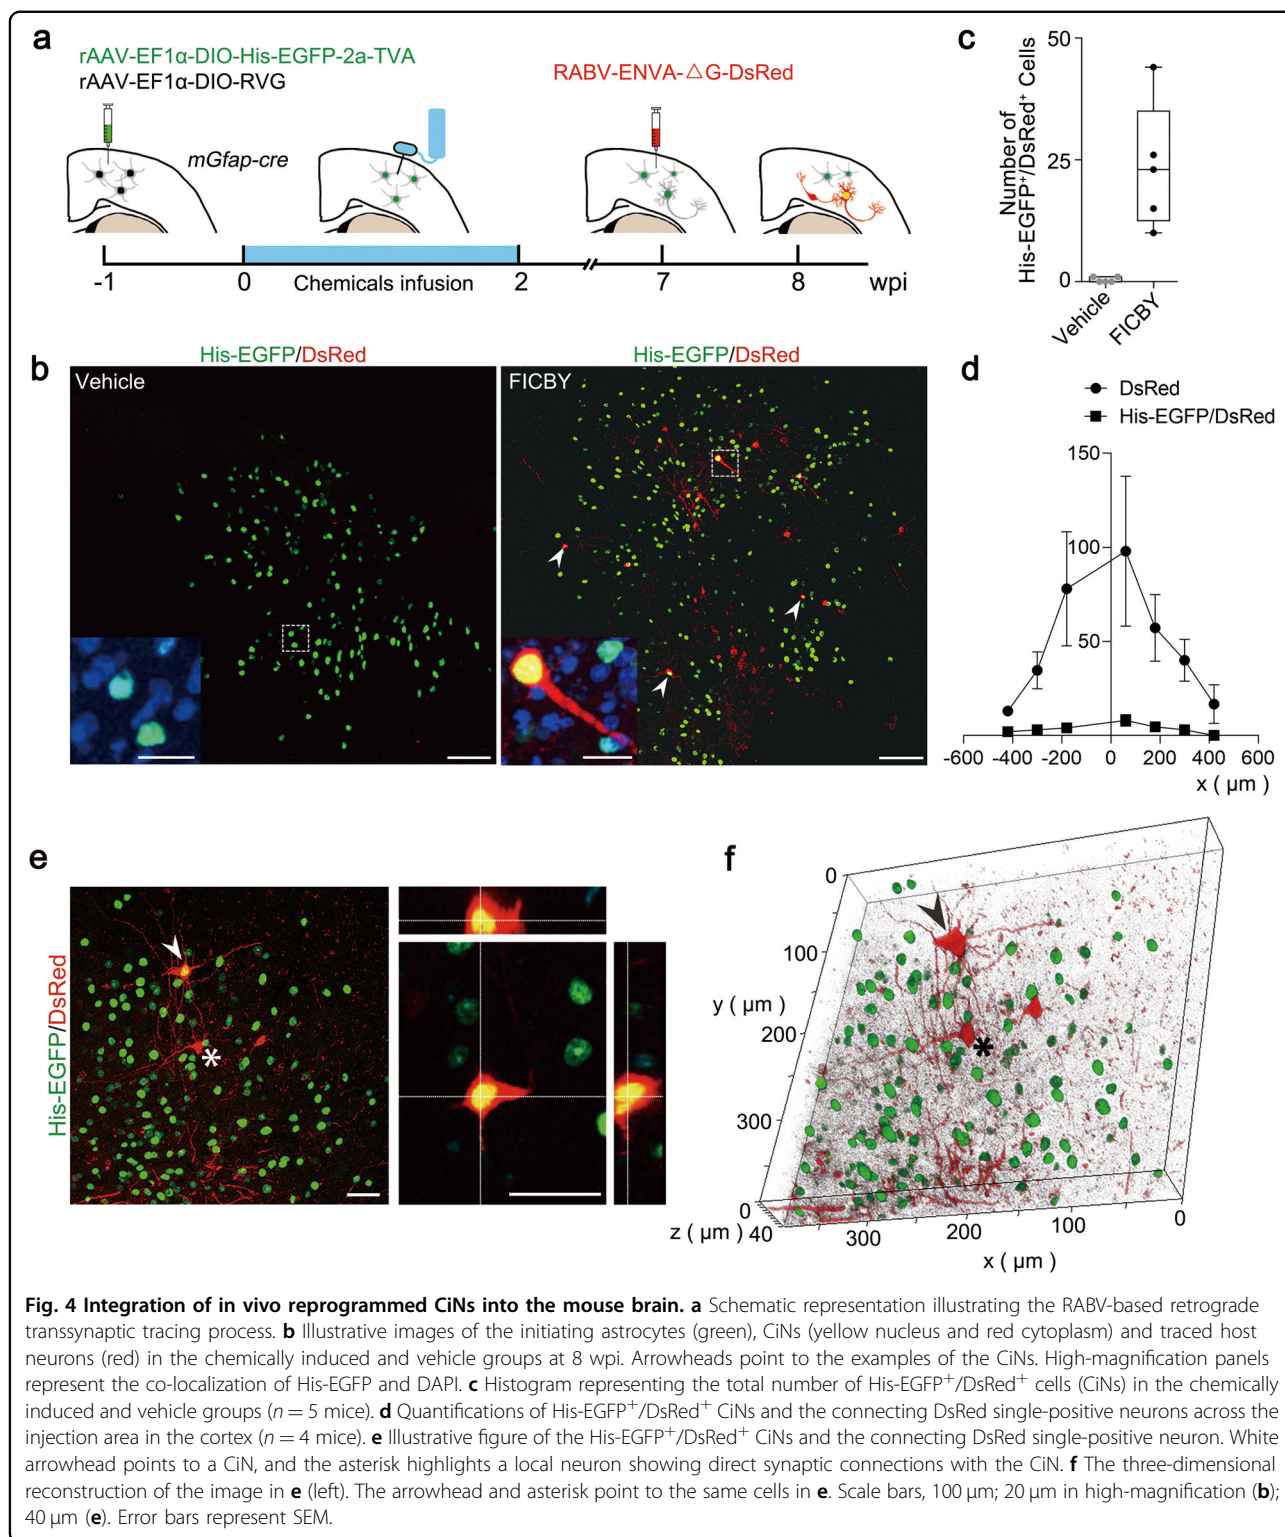 a
rAAV-EF1α-DIO-His-EGFP-2a-TVA
rAAV-EF1α-DIO-RVG
RABV-ENVA-△G-DsRed
mGfap-cre
-1
0
Chemicals infusion
2
7
8
wpi
c
Number of
His-EGFP⁺/DsRed⁺ Cells
50
25
0
Vehicle
FICBY
b
His-EGFP/DsRed
Vehicle
His-EGFP/DsRed
FICBY
d
DsRed
His-EGFP/DsRed
150
100
50
-600
-400
-200
0
200
400
600
x ( µm )
e
His-EGFP/DsRed
*
f
0
100
y ( µm )
200
300
*
0
z ( µm ) 40
300
200
100
0
x ( µm )
Fig. 4 Integration of in vivo reprogrammed CiNs into the mouse brain. a Schematic representation illustrating the RABV-based retrograde
transsynaptic tracing process. b Illustrative images of the initiating astrocytes (green), CiNs (yellow nucleus and red cytoplasm) and traced host
neurons (red) in the chemically induced and vehicle groups at 8 wpi. Arrowheads point to the examples of the CiNs. High-magnification panels
represent the co-localization of His-EGFP and DAPI. c Histogram representing the total number of His-EGFP⁺/DsRed⁺ cells (CiNs) in the chemically
induced and vehicle groups (n = 5 mice). d Quantifications of His-EGFP⁺/DsRed⁺ CiNs and the connecting DsRed single-positive neurons across the
injection area in the cortex (n = 4 mice). e Illustrative figure of the His-EGFP⁺/DsRed⁺ CiNs and the connecting DsRed single-positive neuron. White
arrowhead points to a CiN, and the asterisk highlights a local neuron showing direct synaptic connections with the CiN. f The three-dimensional
reconstruction of the image in e (left). The arrowhead and asterisk point to the same cells in e. Scale bars, 100 µm; 20 µm in high-magnification (b);
40 µm (e). Error bars represent SEM.